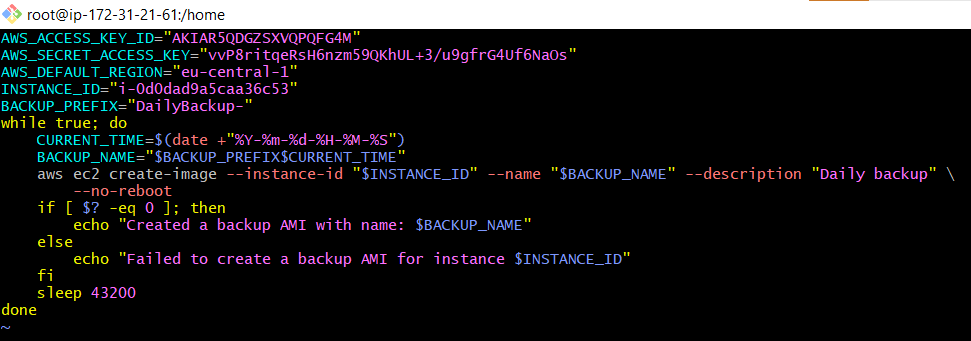 root@ip-172-31-21-61:/home
AWS_ACCESS_KEY_ID="AKIAR5QDGZSXVQPQFG4M"
AWS_SECRET_ACCESS_KEY="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"
AWS_DEFAULT_REGION="eu-central-1"
INSTANCE_ID="i-0d0dad9a5caa36c53"
BACKUP_PREFIX="DailyBackup-"
while true; do
    CURRENT_TIME=$(date +"%Y-%m-%d-%H-%M-%S")
    BACKUP_NAME="$BACKUP_PREFIX$CURRENT_TIME"
    aws ec2 create-image --instance-id "$INSTANCE_ID" --name "$BACKUP_NAME" --description "Daily backup" \
        --no-reboot
    if [ $? -eq 0 ]; then
        echo "Created a backup AMI with name: $BACKUP_NAME"
    else
        echo "Failed to create a backup AMI for instance $INSTANCE_ID"
    fi
    sleep 43200
done
~